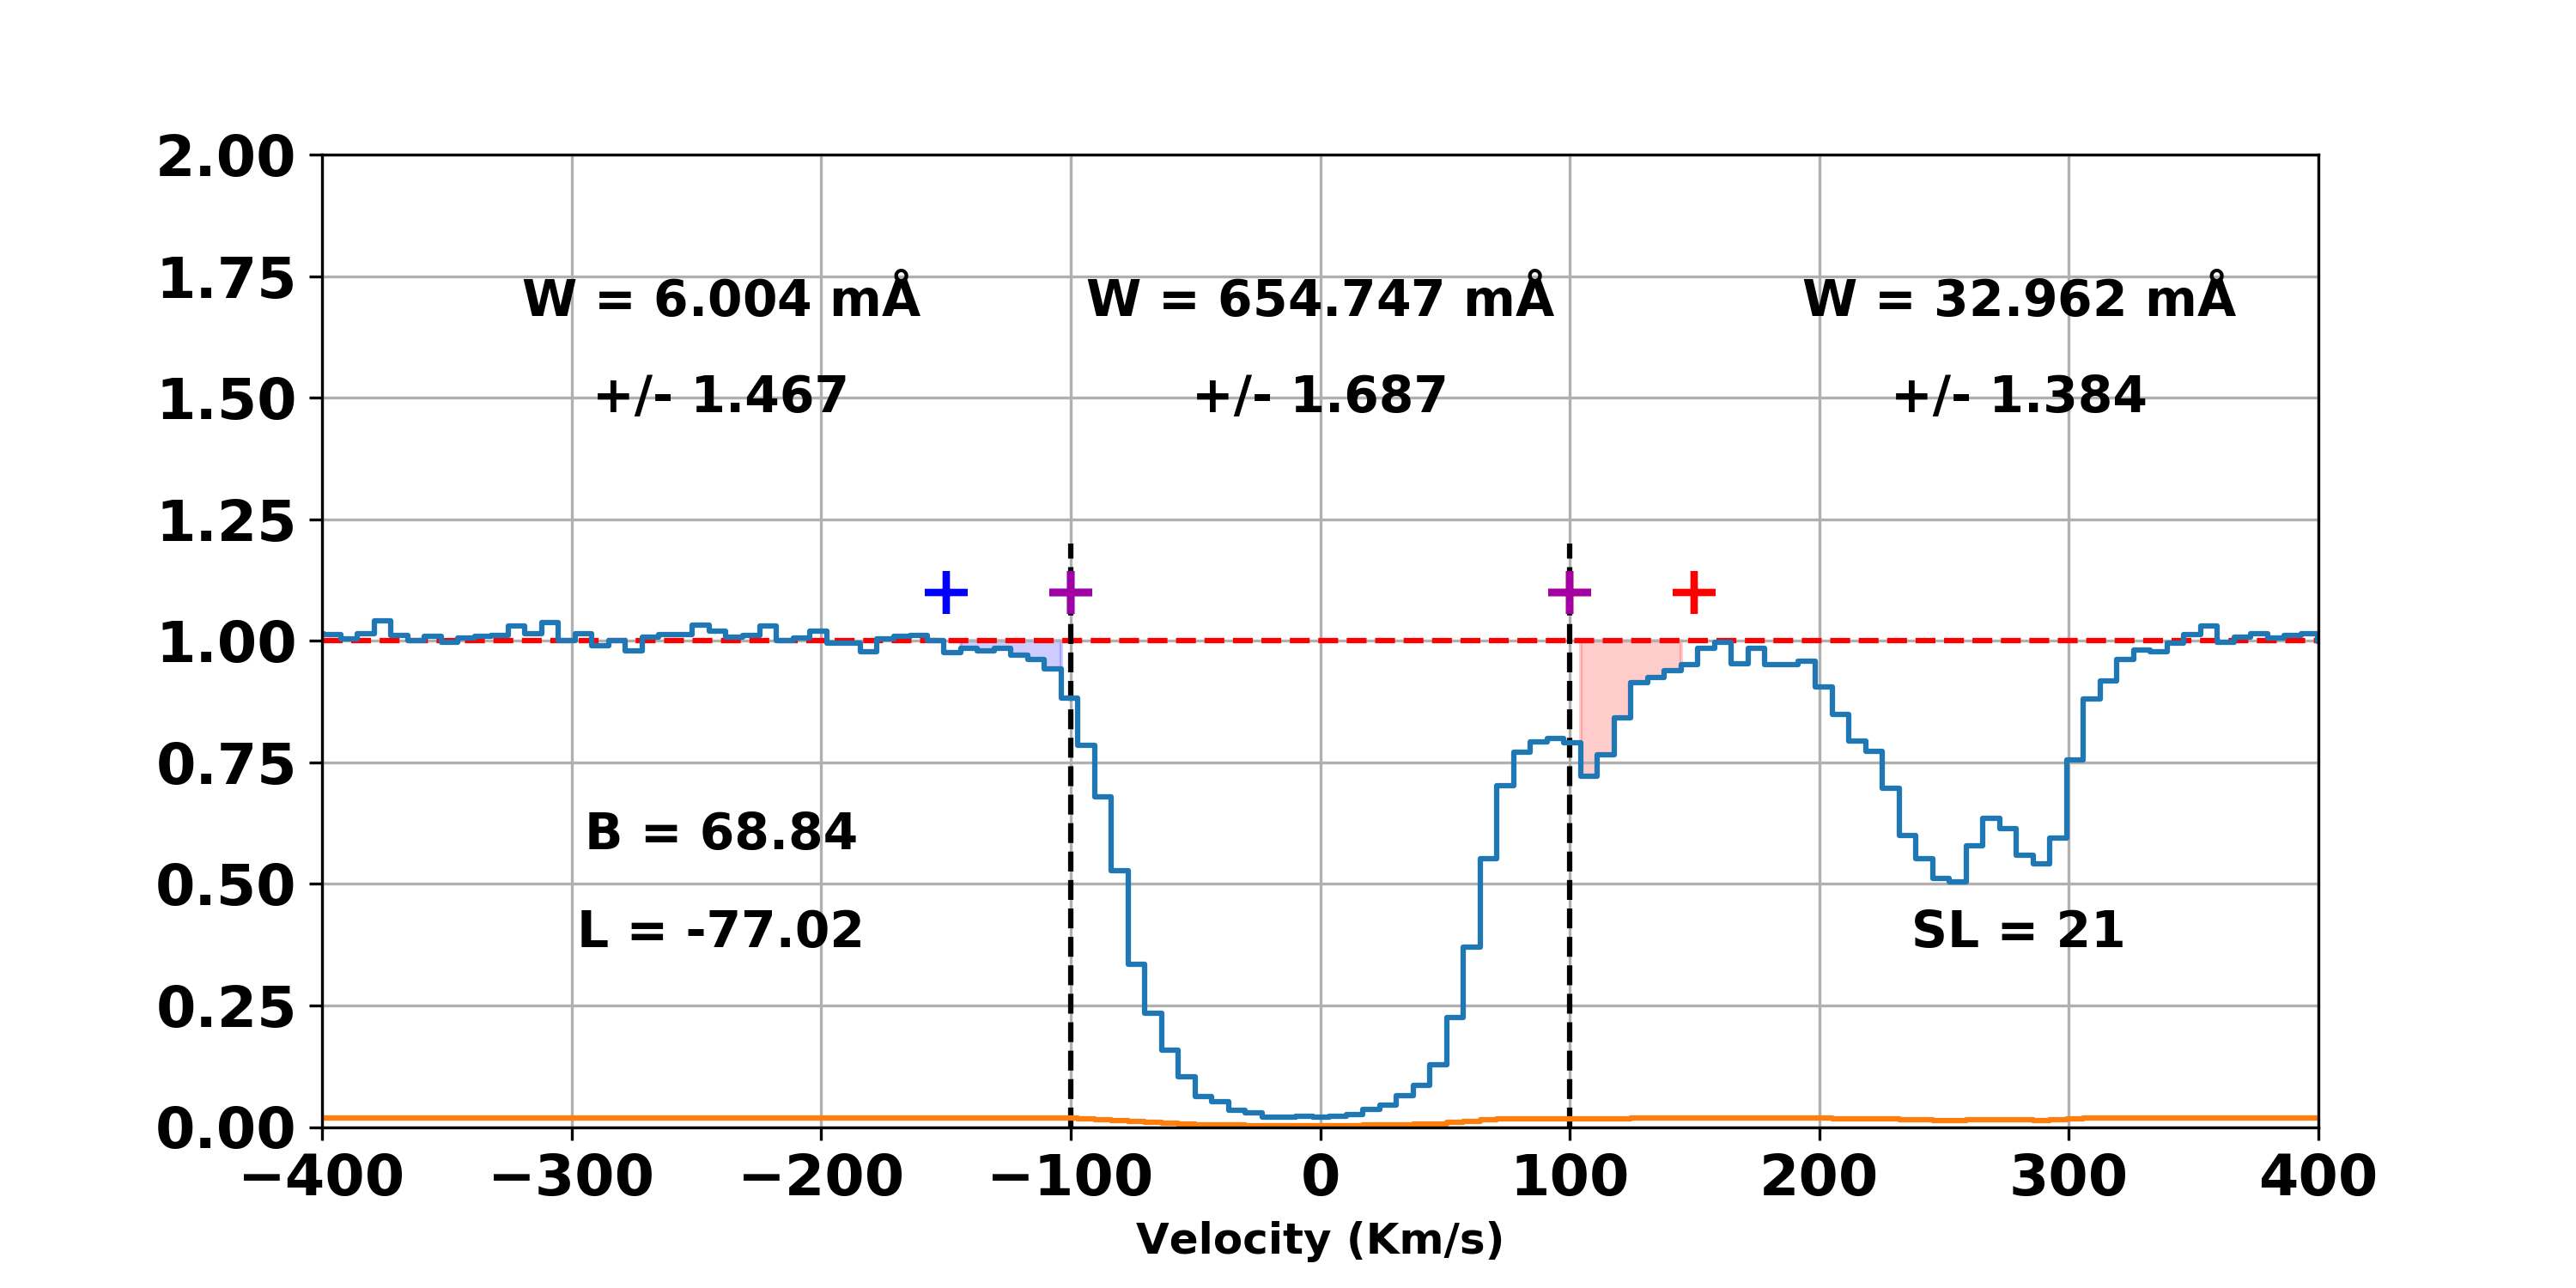 2.00
1.75
W = 6.004 mÅ W = 654.747 mÅ W = 32.962 mÅ
1.50
+/- 1.467 +/- 1.687 +/- 1.384
1.25
1.00
0.75
B = 68.84
0.50
L = -77.02 SL = 21
0.25
0.00
−400 −300 −200 −100 0 100 200 300 400
Velocity (Km/s)